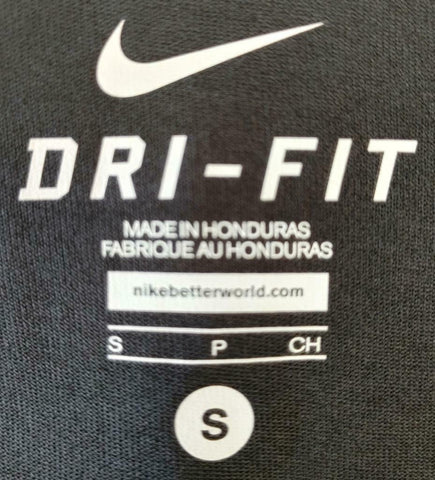 DRI-FIT
MADE IN HONDURAS
FABRIQUE AU HONDURAS
nikebetterworld.com
S P CH
S